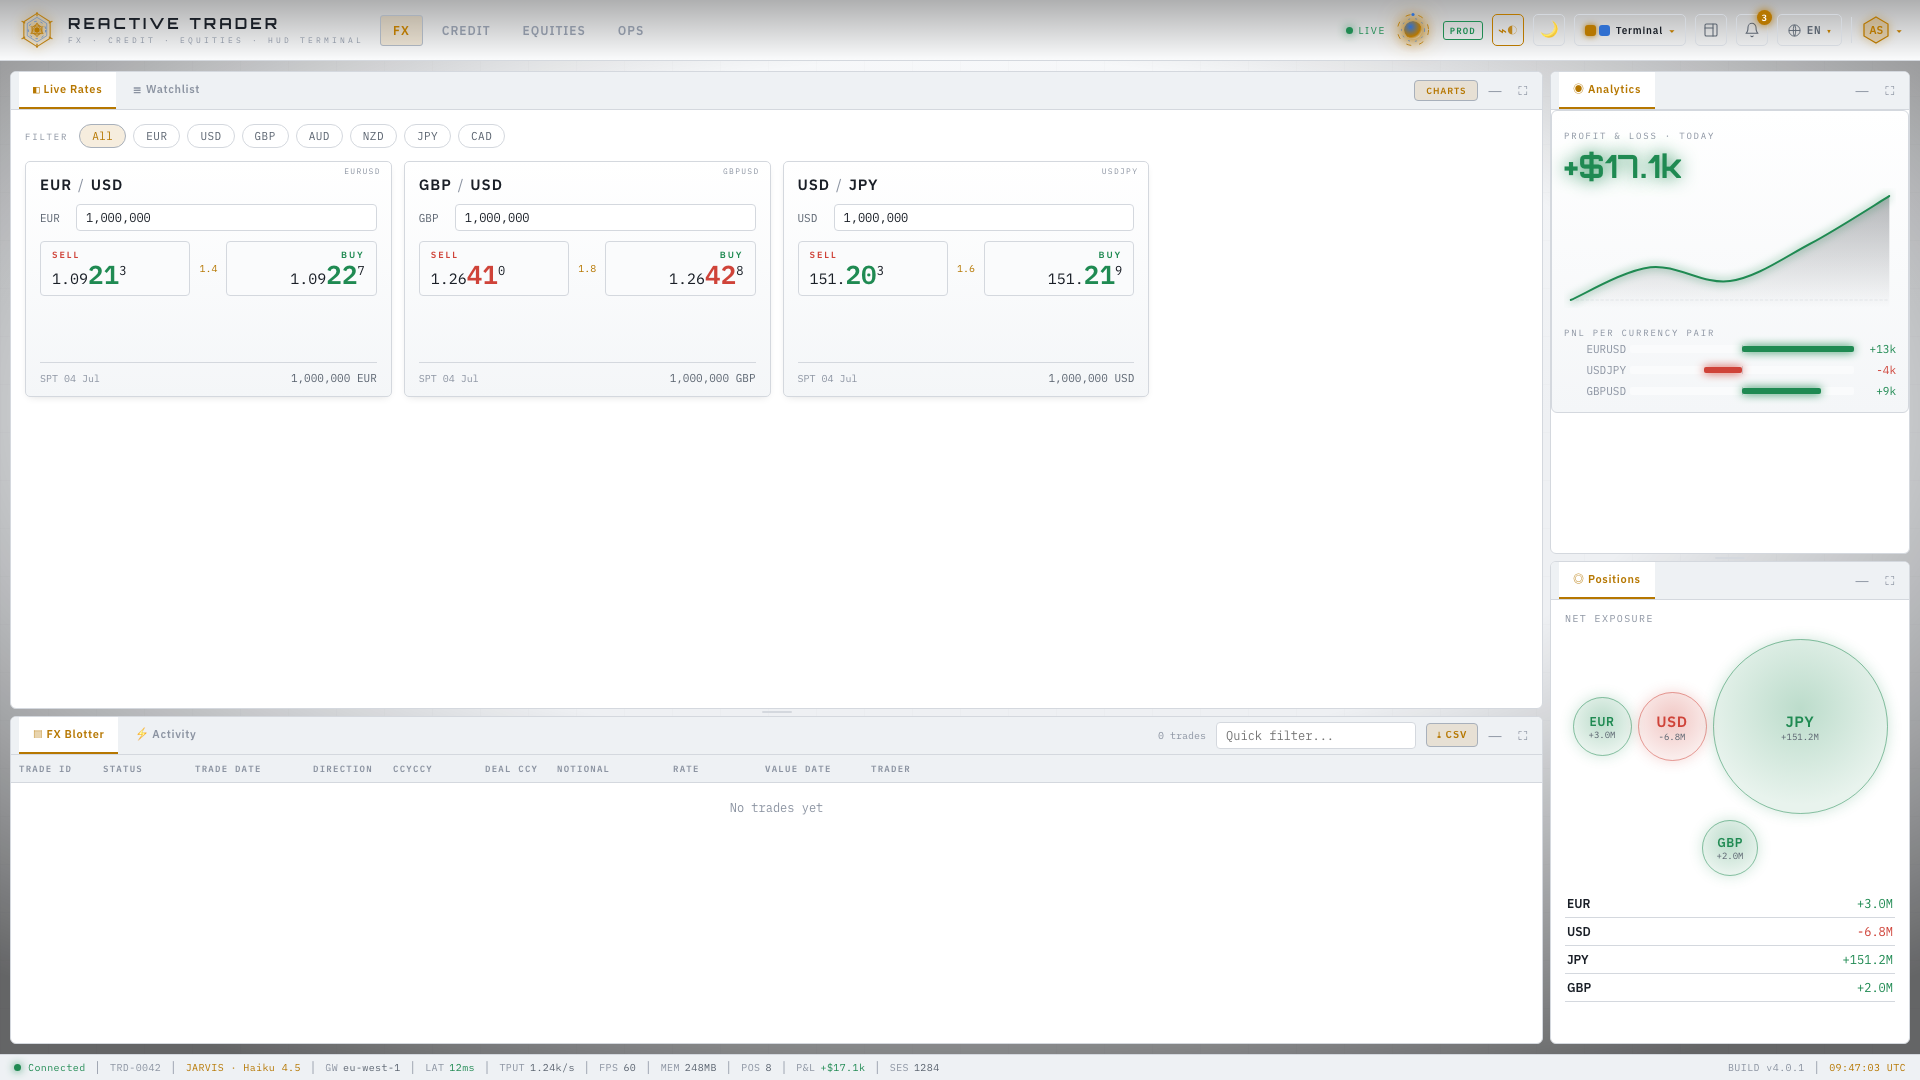 REACTIVE TRADER
FX · CREDIT · EQUITIES · HUD TERMINAL
FX CREDIT EQUITIES OPS
LIVE PROD Terminal 3 EN AS
Live Rates Watchlist CHARTS
FILTER All EUR USD GBP AUD NZD JPY CAD
EURUSD
EUR / USD
EUR 1,000,000
SELL 1.09213
1.4
BUY 1.09227
SPT 04 Jul 1,000,000 EUR
GBPUSD
GBP / USD
GBP 1,000,000
SELL 1.26410
1.8
BUY 1.26428
SPT 04 Jul 1,000,000 GBP
USDJPY
USD / JPY
USD 1,000,000
SELL 151.203
1.6
BUY 151.219
SPT 04 Jul 1,000,000 USD
Analytics
PROFIT & LOSS · TODAY
+$17.1k
PNL PER CURRENCY PAIR
EURUSD +13k
USDJPY -4k
GBPUSD +9k
Positions
NET EXPOSURE
EUR +3.0M
USD -6.8M
JPY +151.2M
GBP +2.0M
EUR +3.0M
USD -6.8M
JPY +151.2M
GBP +2.0M
FX Blotter Activity 0 trades Quick filter... ↓ CSV
TRADE ID STATUS TRADE DATE DIRECTION CCYCCY DEAL CCY NOTIONAL RATE VALUE DATE TRADER
No trades yet
Connected TRD-0042 JARVIS · Haiku 4.5 GW eu-west-1 LAT 12ms TPUT 1.24k/s FPS 60 MEM 248MB POS 8 P&L +$17.1k SES 1284 BUILD v4.0.1 09:47:03 UTC